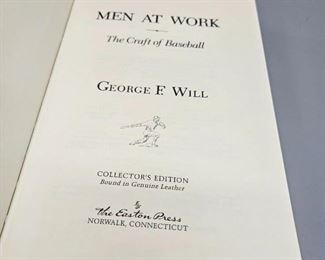 MEN AT WORK
The Craft of Baseball
GEORGE F. WILL
COLLECTOR'S EDITION
Bound in Genuine Leather
The Easton Press
NORWALK, CONNECTICUT